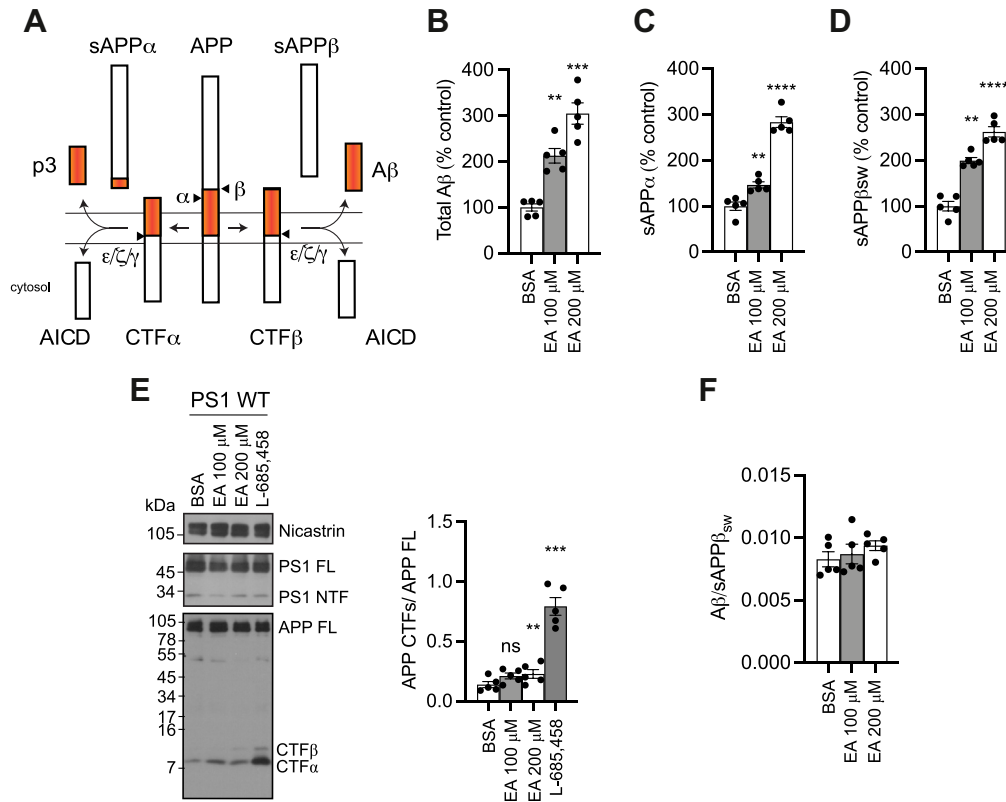 A
sAPPα APP sAPPβ
p3 α β Aβ
ε/ζ/γ ε/ζ/γ
cytosol
AICD CTFα CTFβ AICD
B
Total Aβ (% control)
400
300
200
100
0
**
***
BSA
EA 100 μM
EA 200 μM
C
sAPPα (% control)
400
300
200
100
0
**
****
BSA
EA 100 μM
EA 200 μM
D
sAPPβsw (% control)
400
300
200
100
0
**
****
BSA
EA 100 μM
EA 200 μM
E
PS1 WT
BSA
EA 100 μM
EA 200 μM
L-685,458
kDa
105 Nicastrin
45 PS1 FL
34 PS1 NTF
105 APP FL
78
55
45
34
17
16
CTFβ
7 CTFα
APP CTFs/ APP FL
1.5
1.0
0.5
0.0
ns
**
***
BSA
EA 100 μM
EA 200 μM
L-685,458
F
Aβ/sAPPβsw
0.015
0.010
0.005
0.000
BSA
EA 100 μM
EA 200 μM